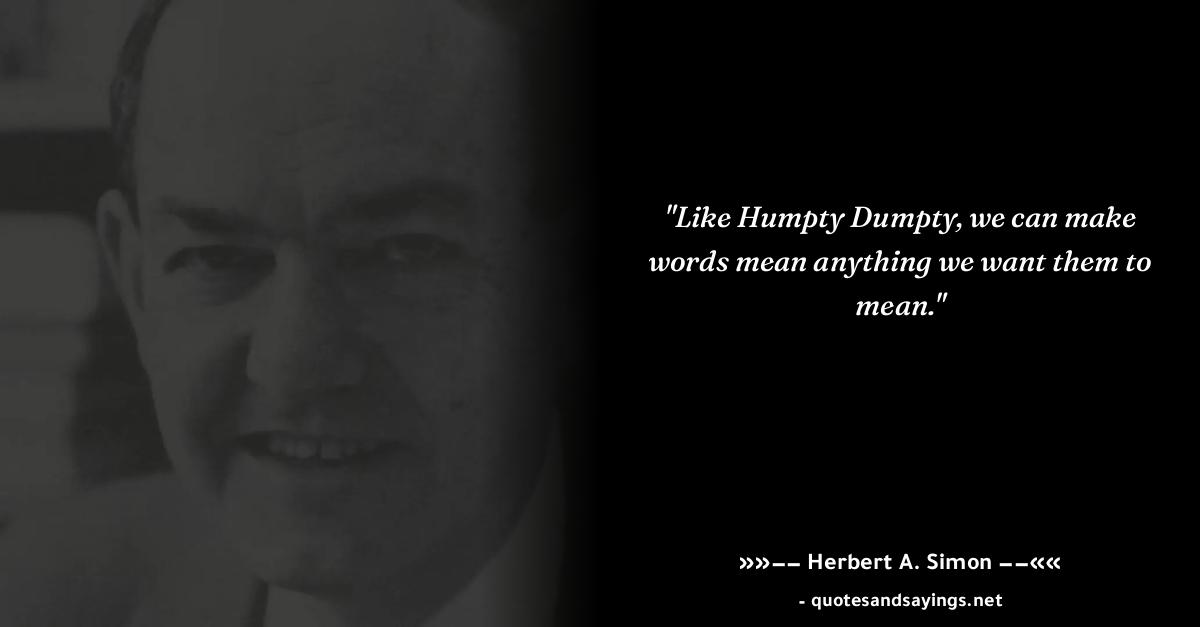 "Like Humpty Dumpty, we can make
words mean anything we want them to
mean."
»»–– Herbert A. Simon ––««
- quotesandsayings.net